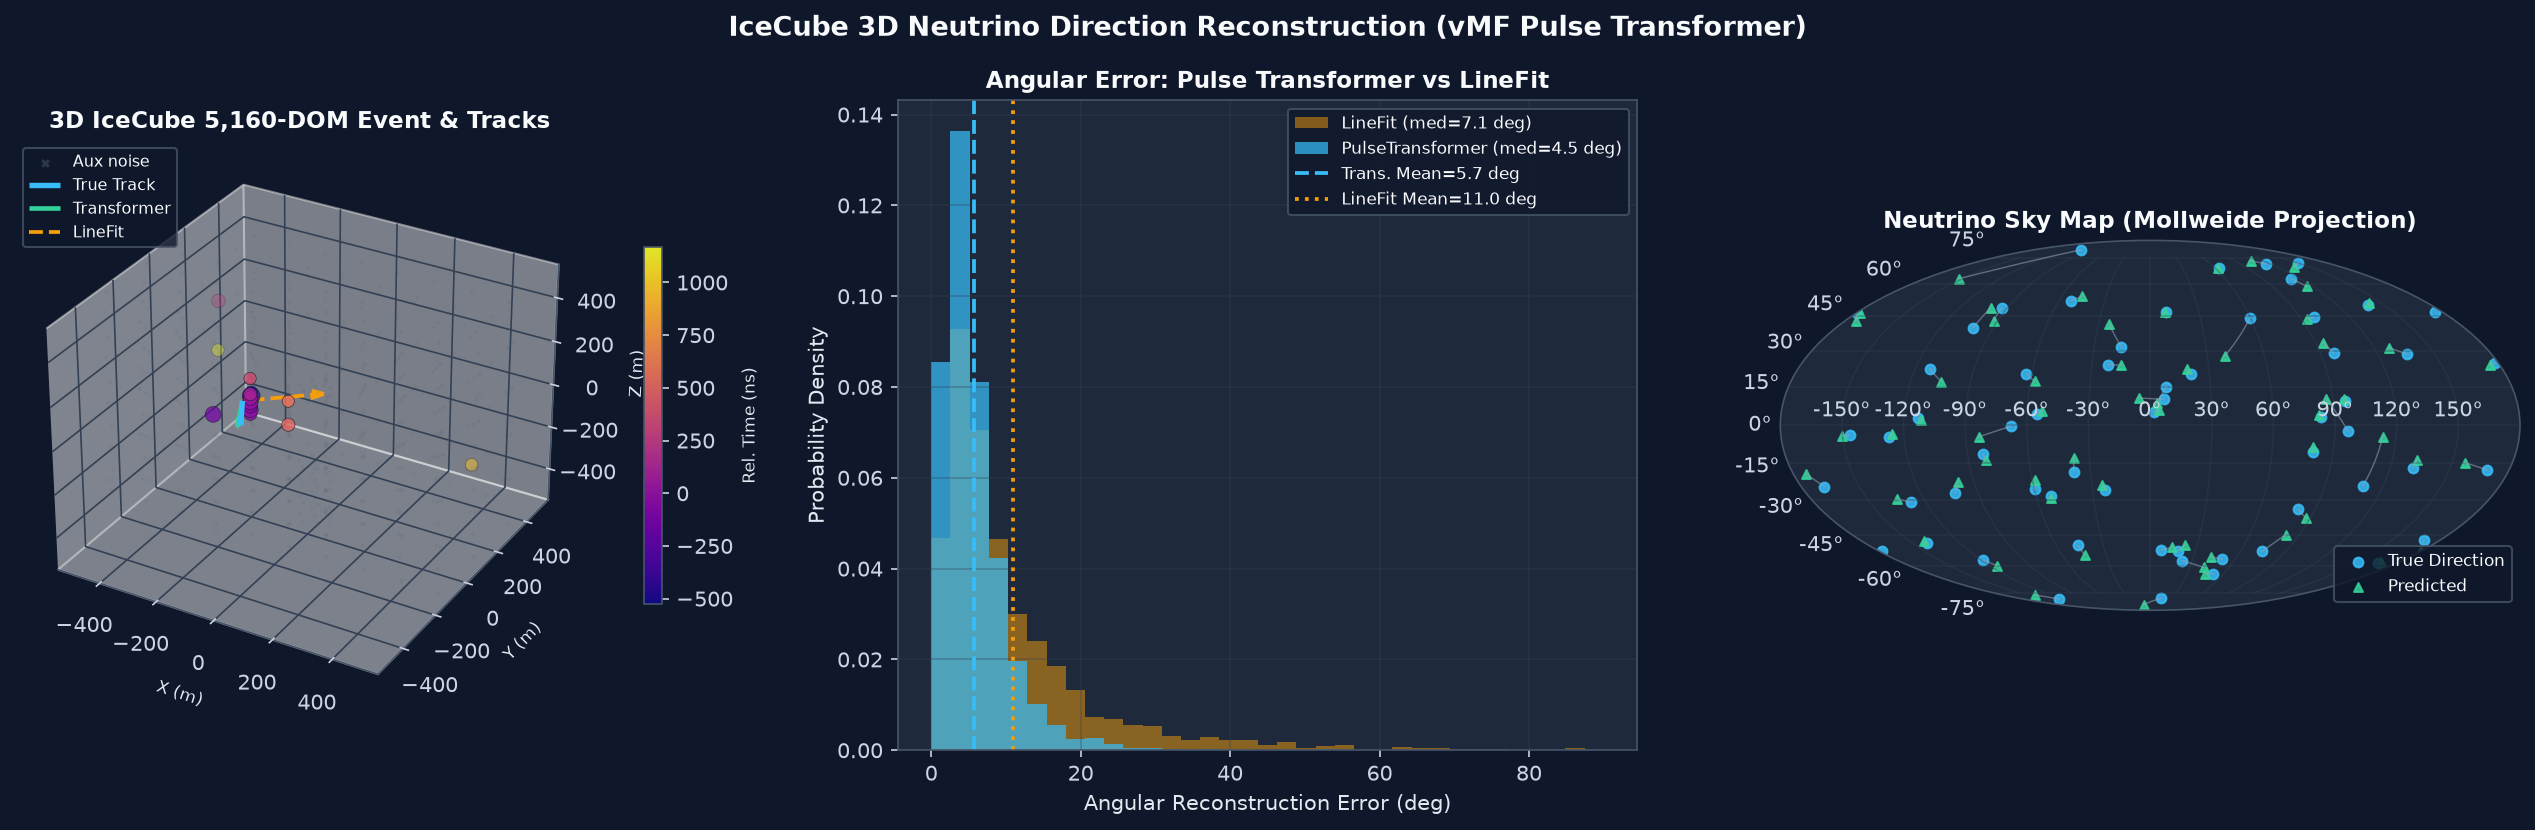 IceCube 3D Neutrino Direction Reconstruction (vMF Pulse Transformer)
3D IceCube 5,160-DOM Event & Tracks
Aux noise
True Track
Transformer
LineFit
400
200
0
−200
−400
Z (m)
400
200
0
−200
−400
Y (m)
−400
−200
0
200
400
X (m)
1000
750
500
250
0
−250
−500
Rel. Time (ns)
Angular Error: Pulse Transformer vs LineFit
LineFit (med=7.1 deg)
PulseTransformer (med=4.5 deg)
Trans. Mean=5.7 deg
LineFit Mean=11.0 deg
0.14
0.12
0.10
0.08
0.06
0.04
0.02
0.00
Probability Density
0 20 40 60 80
Angular Reconstruction Error (deg)
Neutrino Sky Map (Mollweide Projection)
75°
60°
45°
30°
15°
0°
-15°
-30°
-45°
-60°
-75°
-150° -120° -90° -60° -30° 0° 30° 60° 90° 120° 150°
True Direction
Predicted